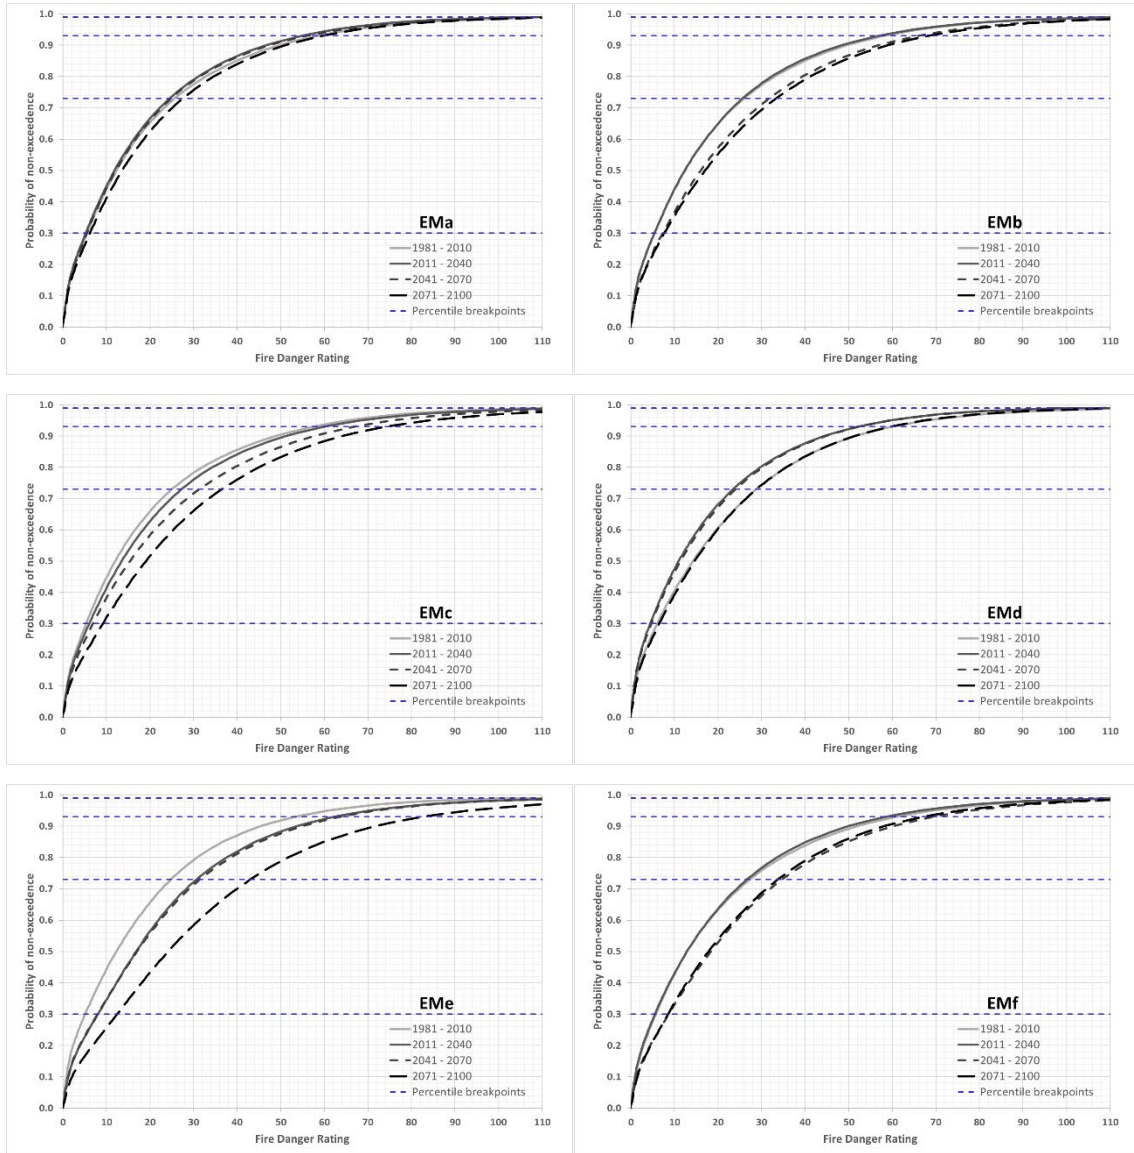 1.0
0.9
0.8
0.7
0.6
0.5
0.4
0.3
0.2
0.1
0.0
Probability of non-exceedence
EMa
1981 - 2010
2011 - 2040
2041 - 2070
2071 - 2100
Percentile breakpoints
0 10 20 30 40 50 60 70 80 90 100 110
Fire Danger Rating
1.0
0.9
0.8
0.7
0.6
0.5
0.4
0.3
0.2
0.1
0.0
Probability of non-exceedence
EMb
1981 - 2010
2011 - 2040
2041 - 2070
2071 - 2100
Percentile breakpoints
0 10 20 30 40 50 60 70 80 90 100 110
Fire Danger Rating
1.0
0.9
0.8
0.7
0.6
0.5
0.4
0.3
0.2
0.1
0.0
Probability of non-exceedence
EMc
1981 - 2010
2011 - 2040
2041 - 2070
2071 - 2100
Percentile breakpoints
0 10 20 30 40 50 60 70 80 90 100 110
Fire Danger Rating
1.0
0.9
0.8
0.7
0.6
0.5
0.4
0.3
0.2
0.1
0.0
Probability of non-exceedence
EMd
1981 - 2010
2011 - 2040
2041 - 2070
2071 - 2100
Percentile breakpoints
0 10 20 30 40 50 60 70 80 90 100 110
Fire Danger Rating
1.0
0.9
0.8
0.7
0.6
0.5
0.4
0.3
0.2
0.1
0.0
Probability of non-exceedence
EMe
1981 - 2010
2011 - 2040
2041 - 2070
2071 - 2100
Percentile breakpoints
0 10 20 30 40 50 60 70 80 90 100 110
Fire Danger Rating
1.0
0.9
0.8
0.7
0.6
0.5
0.4
0.3
0.2
0.1
0.0
Probability of non-exceedence
EMf
1981 - 2010
2011 - 2040
2041 - 2070
2071 - 2100
Percentile breakpoints
0 10 20 30 40 50 60 70 80 90 100 110
Fire Danger Rating